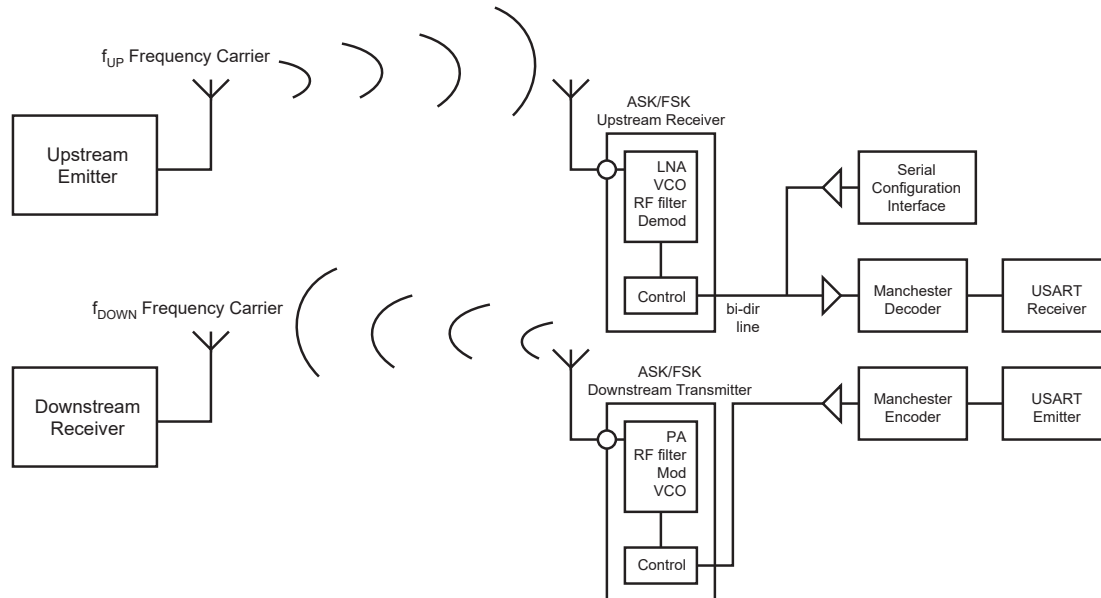 fUP Frequency Carrier
Upstream
Emitter
ASK/FSK
Upstream Receiver
LNA
VCO
RF filter
Demod
Control
bi-dir
line
Serial
Configuration
Interface
Manchester
Decoder
USART
Receiver
fDOWN Frequency Carrier
Downstream
Receiver
ASK/FSK
Downstream Transmitter
PA
RF filter
Mod
VCO
Control
Manchester
Encoder
USART
Emitter